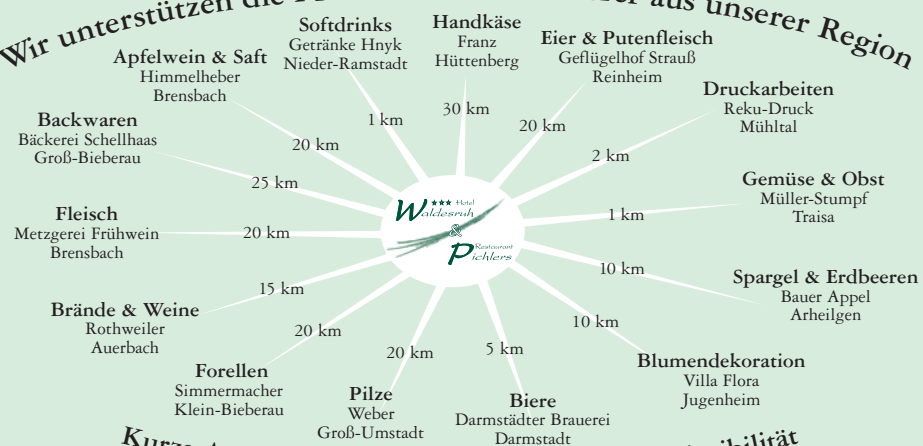 Wir unterstützen die
aus unserer Region
Softdrinks
Getränke Hnyk
Nieder-Ramstadt
1 km
Handkäse
Franz
Hüttenberg
30 km
Eier & Putenfleisch
Geflügelhof Strauß
Reinheim
20 km
Druckarbeiten
Reku-Druck
Mühltal
2 km
Gemüse & Obst
Müller-Stumpf
Traisa
1 km
Spargel & Erdbeeren
Bauer Appel
Arheilgen
10 km
Blumendekoration
Villa Flora
Jugenheim
10 km
Biere
Darmstädter Brauerei
Darmstadt
5 km
Pilze
Weber
Groß-Umstadt
20 km
Forellen
Simmermacher
Klein-Bieberau
20 km
Brände & Weine
Rothweiler
Auerbach
15 km
Fleisch
Metzgerei Frühwein
Brensbach
20 km
Backwaren
Bäckerei Schellhaas
Groß-Bieberau
25 km
Apfelwein & Saft
Himmelheber
Brensbach
20 km
Hotel
Waldesruh
&
Restaurant
Pichlers
Kurze